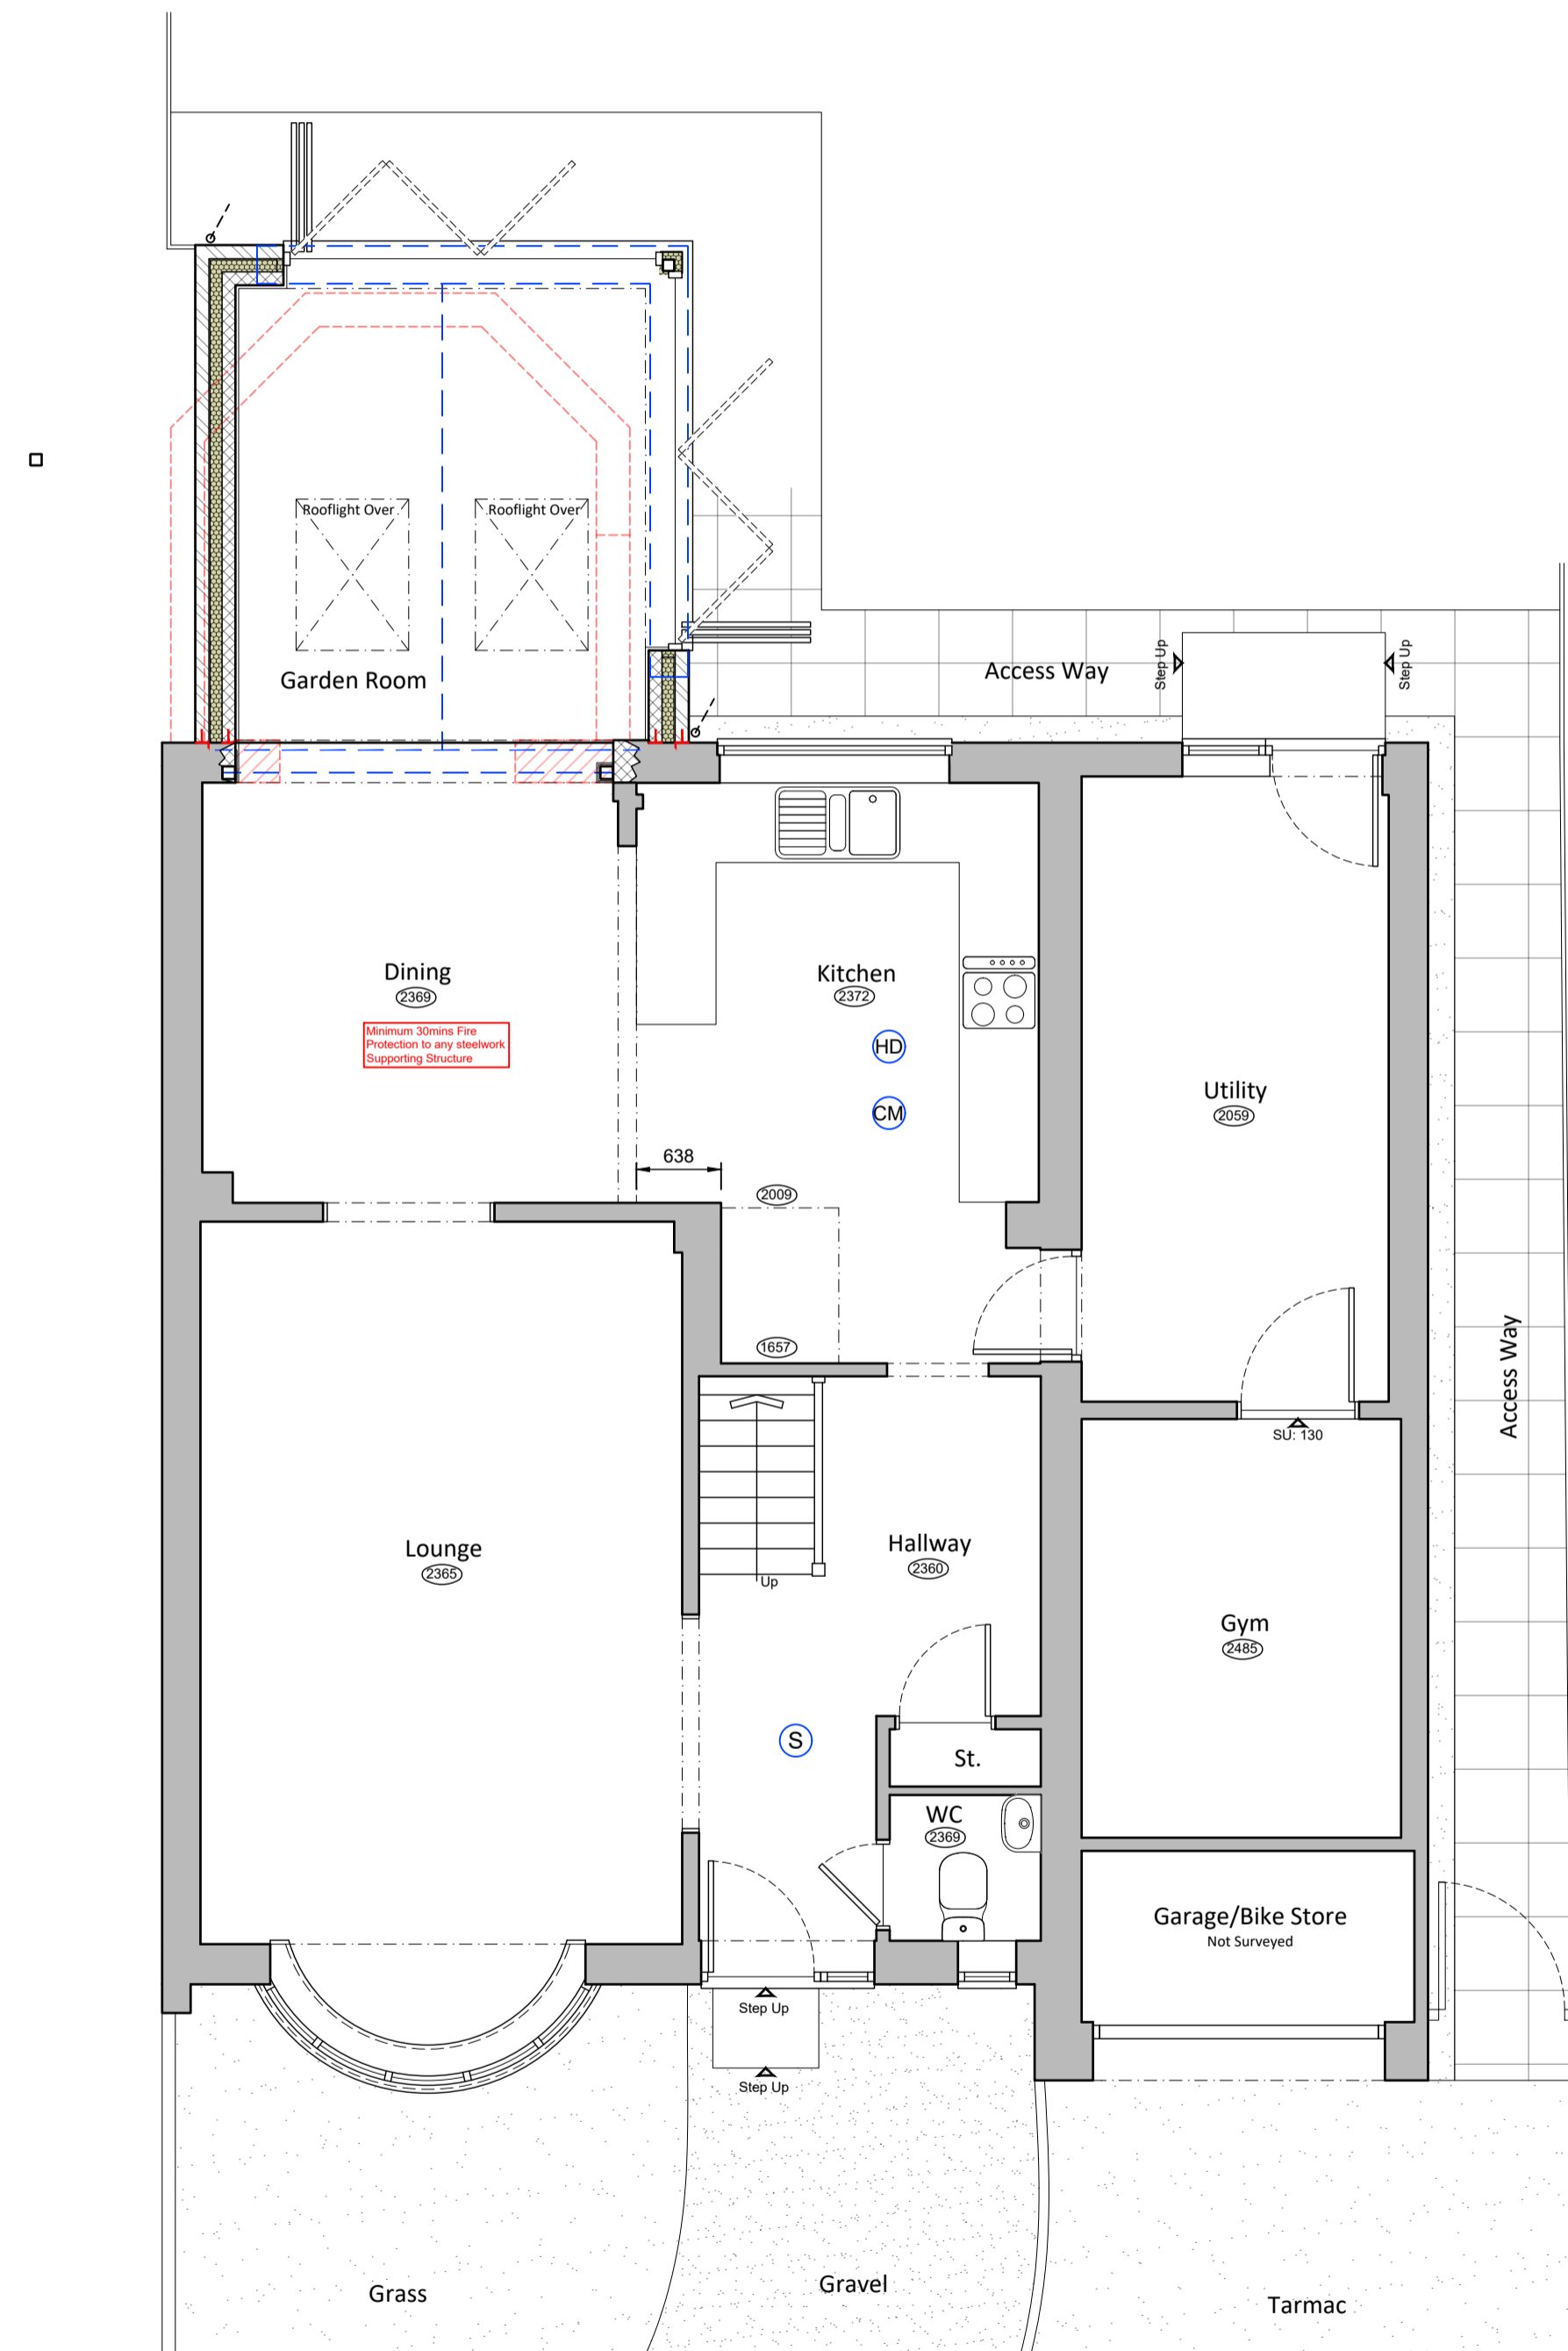 Rooflight Over
Rooflight Over
Garden Room
Access Way
Step Up
Step Up
Dining
2369
Minimum 30mins Fire
Protection to any steelwork
Supporting Structure
Kitchen
2372
HD
CM
Utility
2059
638
2009
1657
Access Way
SU: 130
Lounge
2365
Up
Hallway
2360
Gym
2485
S
St.
WC
2369
Garage/Bike Store
Not Surveyed
Step Up
Step Up
Grass
Gravel
Tarmac